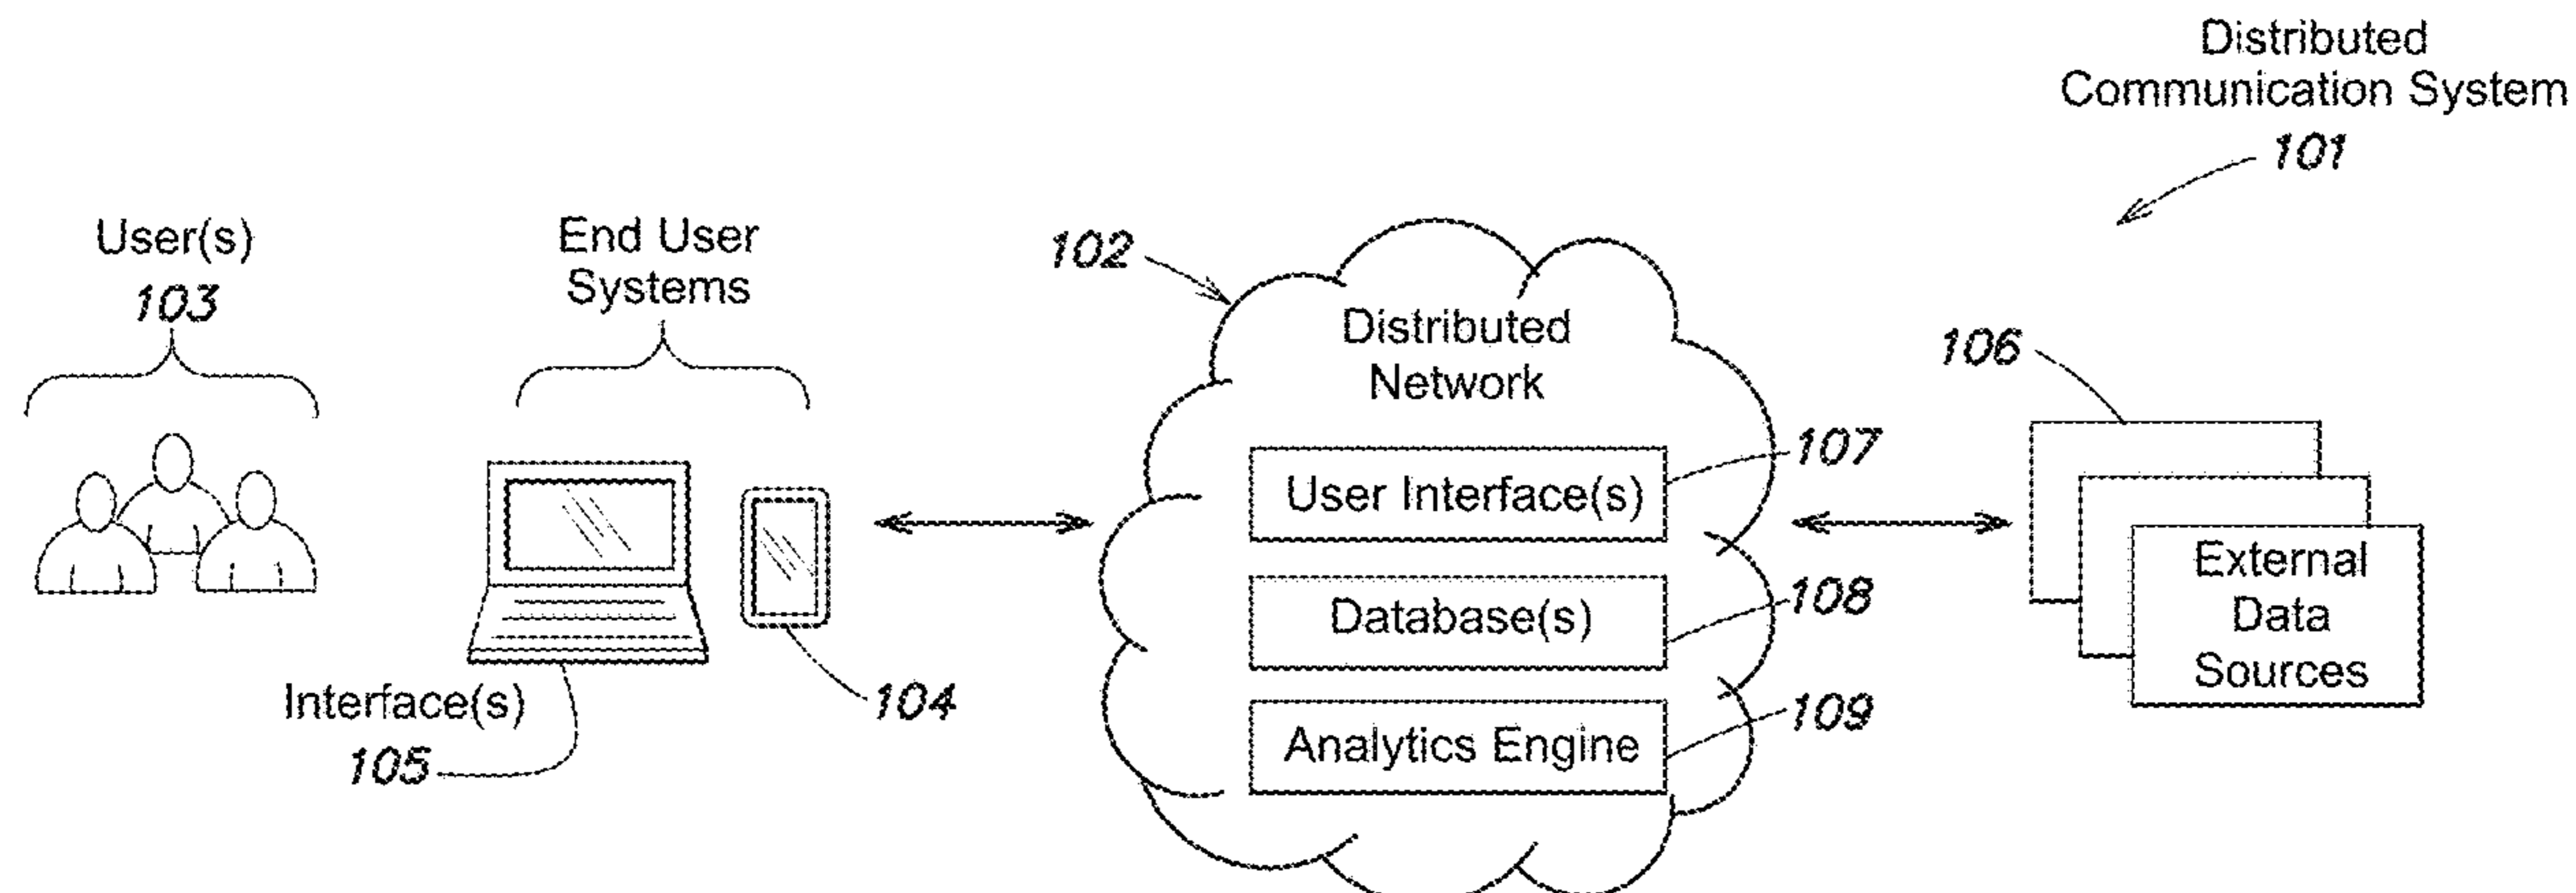 Distributed
Communication System
101
User(s)
103
End User
Systems
102
Distributed
Network
106
107
User Interface(s)
External
Data
Sources
108
Database(s)
Interface(s)
105
104
109
Analytics Engine